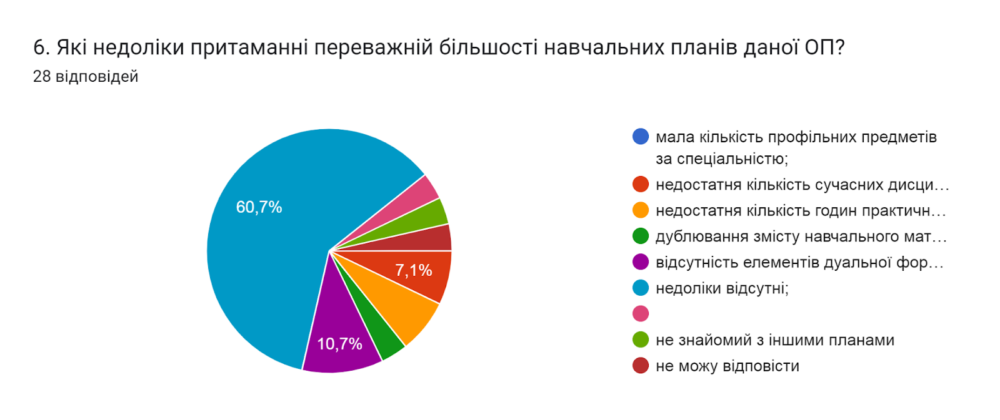 6. Які недоліки притаманні переважній більшості навчальних планів даної ОП?
28 відповідей
60,7%
7,1%
10,7%
мала кількість профільних предметів
за спеціальністю;
недостатня кількість сучасних дисци…
недостатня кількість годин практичн…
дублювання змісту навчального мат…
відсутність елементів дуальної фор…
недоліки відсутні;
не знайомий з іншими планами
не можу відповісти